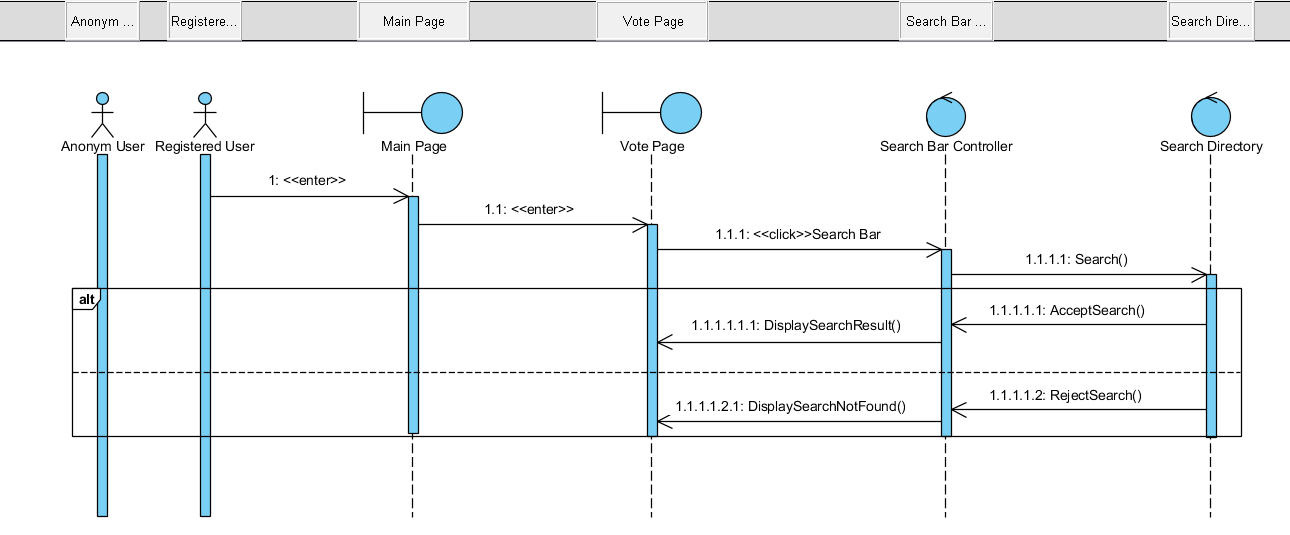 Anonym ...
Registere...
Main Page
Vote Page
Search Bar ...
Search Dire...
Anonym User
Registered User
Main Page
Vote Page
Search Bar Controller
Search Directory
1: <<enter>>
1.1: <<enter>>
1.1.1: <<click>>Search Bar
1.1.1.1: Search()
alt
1.1.1.1.1: AcceptSearch()
1.1.1.1.1.1: DisplaySearchResult()
1.1.1.1.2: RejectSearch()
1.1.1.1.2.1: DisplaySearchNotFound()